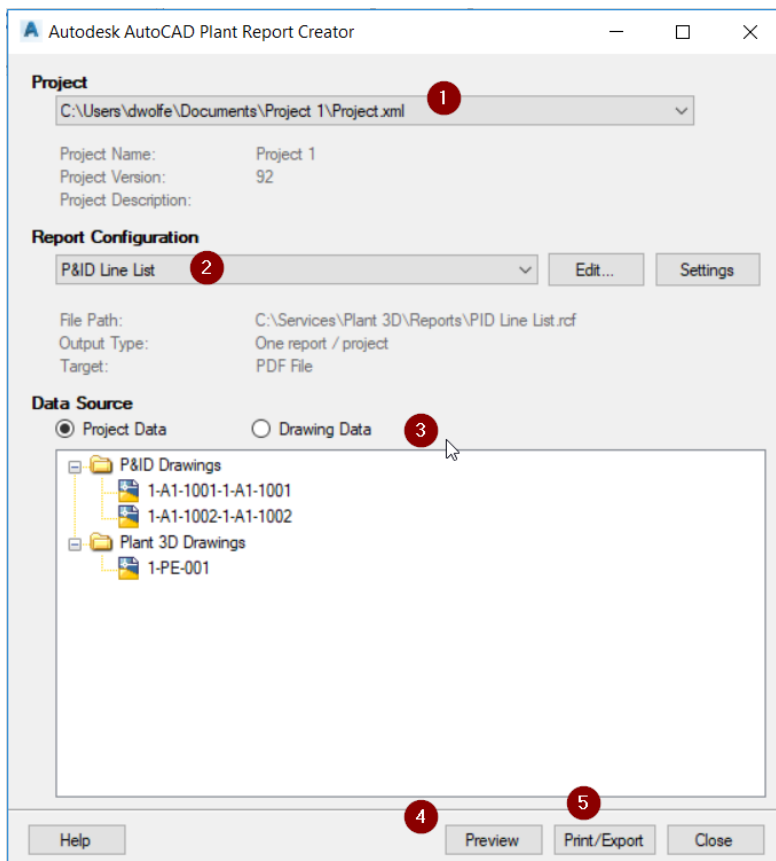 Autodesk AutoCAD Plant Report Creator
Project
1
C:\Users\dwolfe\Documents\Project 1\Project.xml
Project Name: Project 1
Project Version: 92
Project Description:
Report Configuration
P&ID Line List 2 Edit... Settings
File Path: C:\Services\Plant 3D\Reports\PID Line List.rcf
Output Type: One report / project
Target: PDF File
Data Source
Project Data Drawing Data 3
P&ID Drawings
1-A1-1001-1-A1-1001
1-A1-1002-1-A1-1002
Plant 3D Drawings
1-PE-001
4 5
Help Preview Print/Export Close